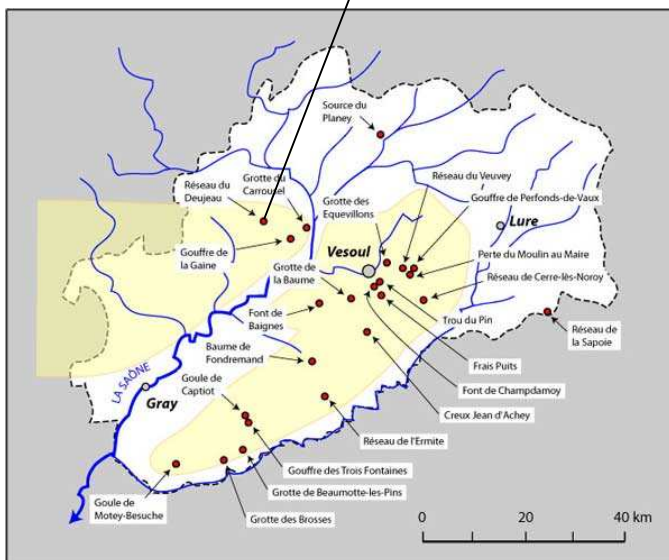 Source du
Planey
Grotte du
Carrousel
Réseau du
Deujeau
Réseau du Veuvey
Grotte des
Equevillons
Gouffre de Perfonds-de-Vaux
Lure
Gouffre de
la Gaine
Vesoul
Perte du Moulin au Maire
Grotte de
la Baume
Réseau de Cerre-lès-Noroy
Font de
Baignes
Trou du Pin
Réseau de
la Sapoie
Baume de
Fondremand
Frais Puits
LA SAÔNE
Goule de
Captiot
Font de Champdamoy
Gray
Creux Jean d'Achey
Réseau de l'Ermite
Gouffre des Trois Fontaines
Goule de
Motey-Besuche
Grotte de Beaumotte-les-Pins
Grotte des Brosses
0 20 40 km